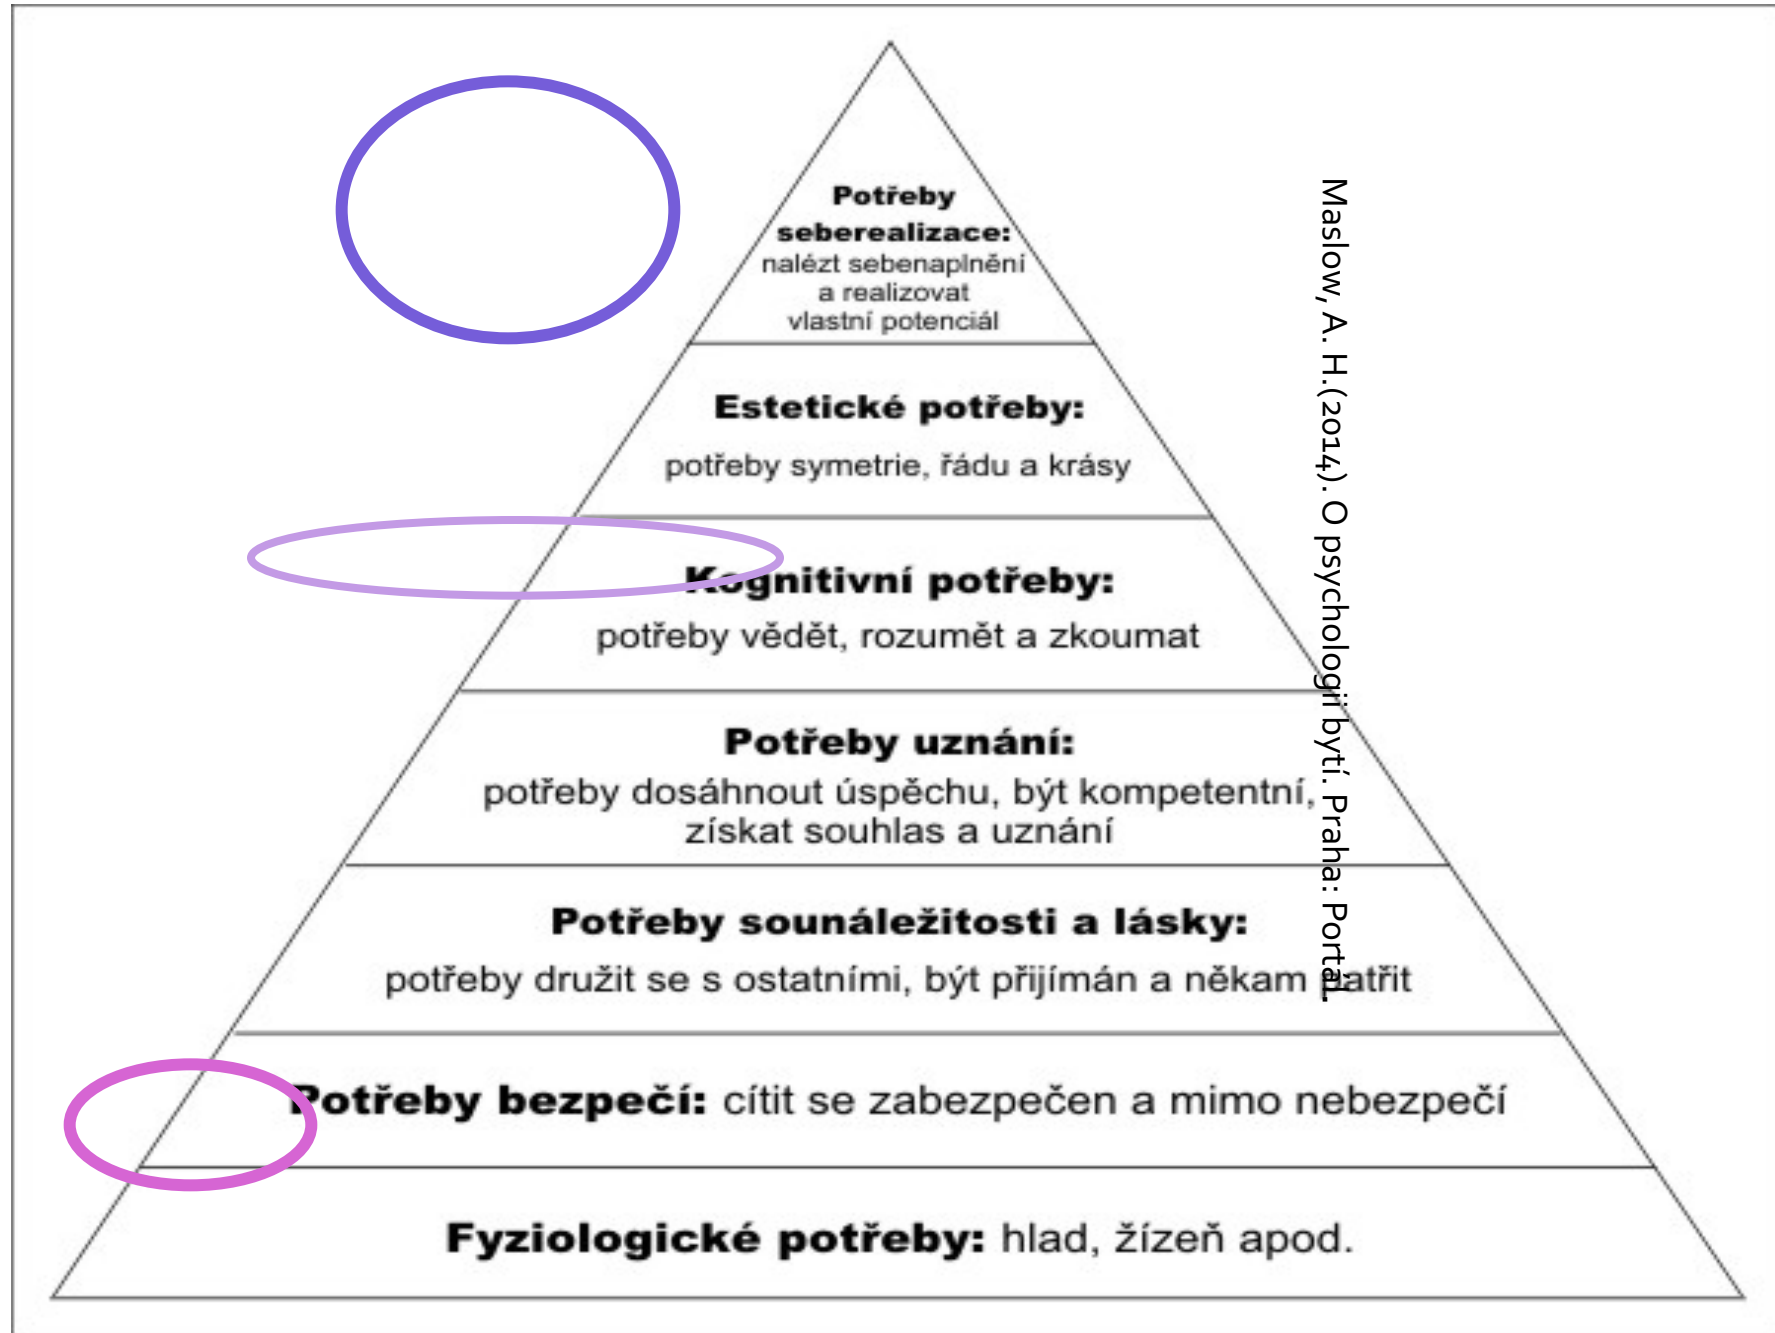 Potřeby
seberealizace:
nalézt sebenaplnění
a realizovat
vlastní potenciál
Estetické potřeby:
potřeby symetrie, řádu a krásy
Kognitivní potřeby:
potřeby vědět, rozumět a zkoumat
Potřeby uznání:
potřeby dosáhnout úspěchu, být kompetentní,
získat souhlas a uznání
Potřeby sounáležitosti a lásky:
potřeby družit se s ostatními, být přijímán a někam patřit
Potřeby bezpečí: cítit se zabezpečen a mimo nebezpečí
Fyziologické potřeby: hlad, žízeň apod.
Maslow, A. H.(2014). O psychologii bytí. Praha: Portál.